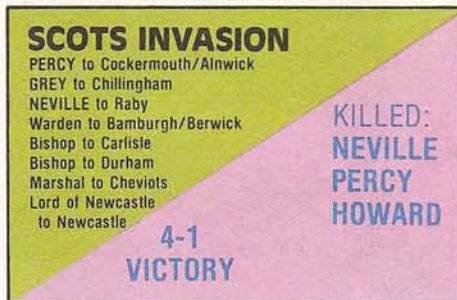 SCOTS INVASION
PERCY to Cockermouth/Alnwick
GREY to Chillingham
NEVILLE to Raby
Warden to Bamburgh/Berwick
Bishop to Carlisle
Bishop to Durham
Marshal to Cheviots
Lord of Newcastle
to Newcastle
4-1
VICTORY
KILLED:
NEVILLE
PERCY
HOWARD